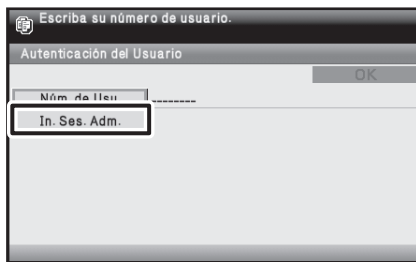 Escriba su número de usuario.
Autenticación del Usuario
OK
Núm. de Usu. --------
In. Ses. Adm.